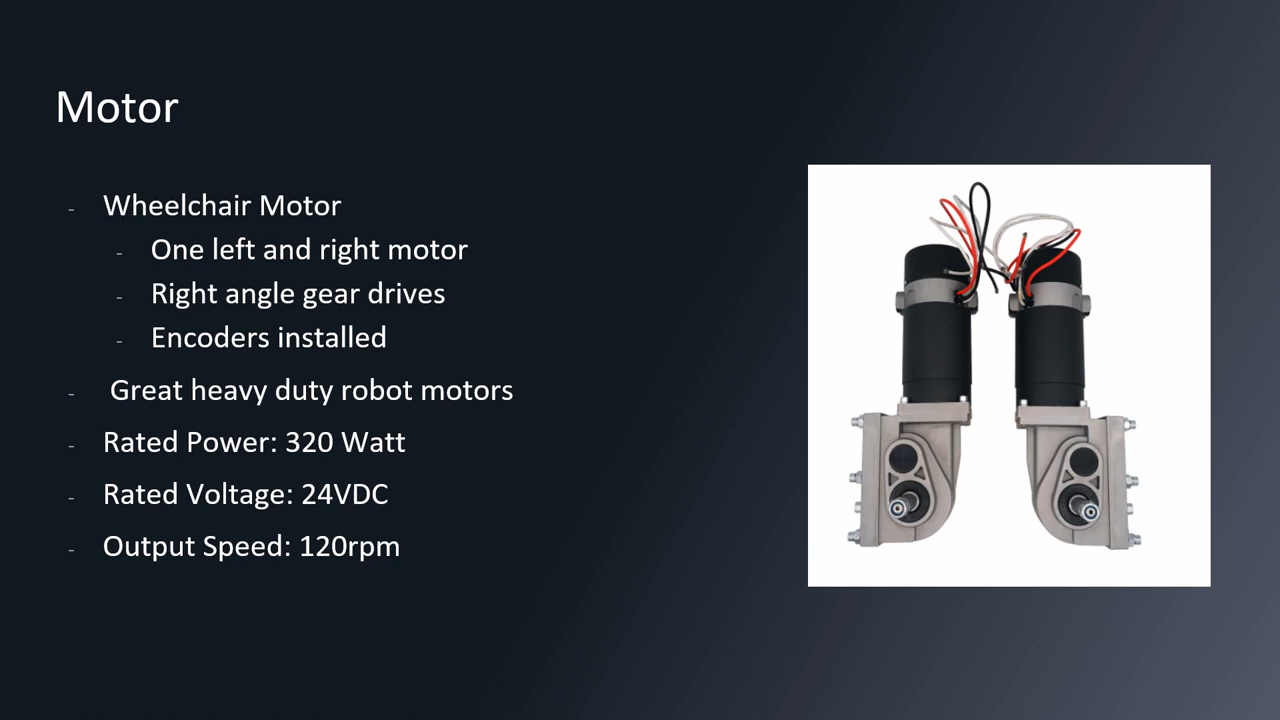 Motor
- Wheelchair Motor
- One left and right motor
- Right angle gear drives
- Encoders installed
- Great heavy duty robot motors
- Rated Power: 320 Watt
- Rated Voltage: 24VDC
- Output Speed: 120rpm